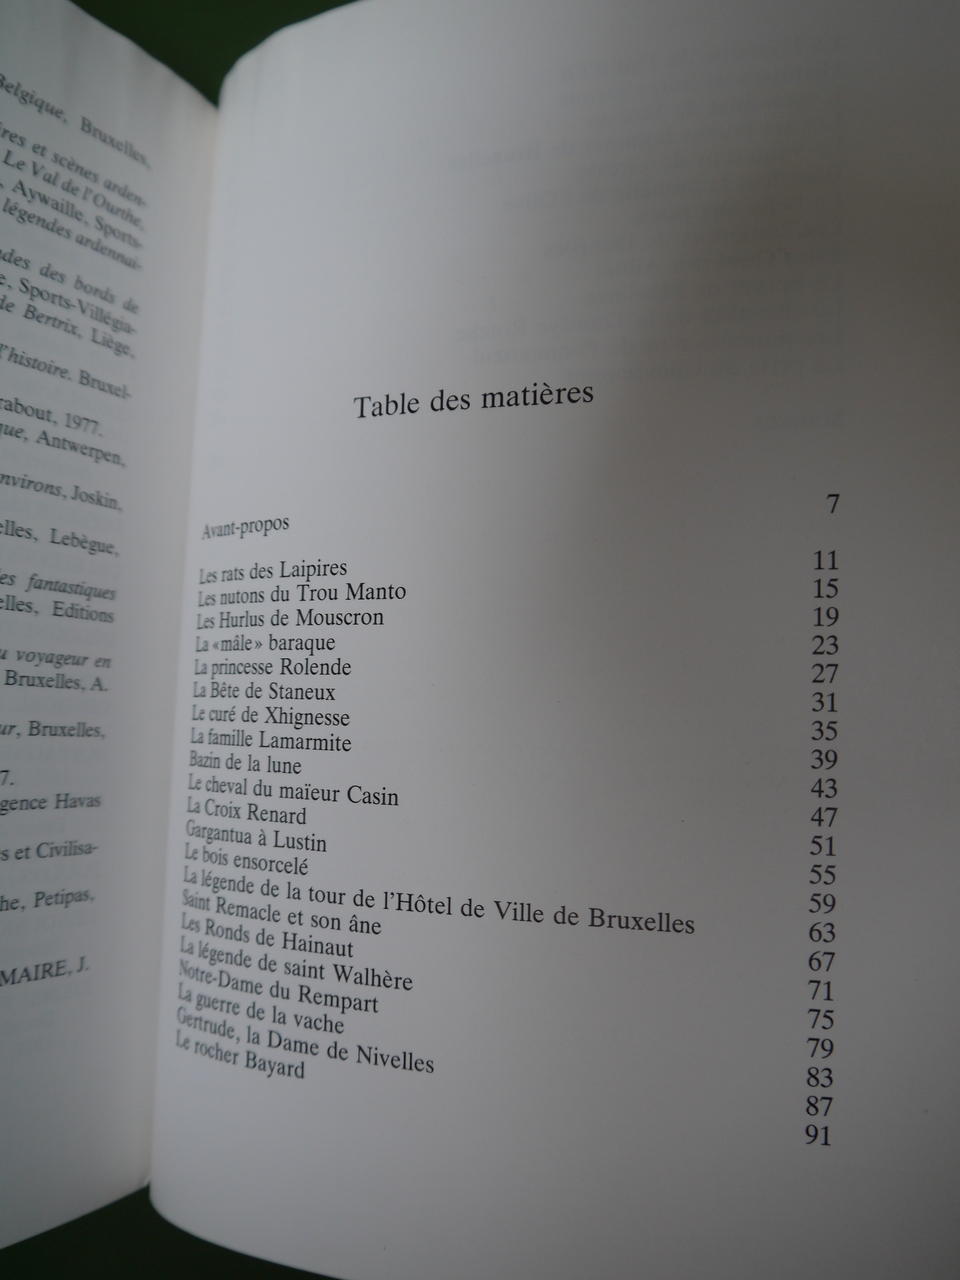 Belgique, Bruxelles,
res et scènes arden-
Le Val de l'Ourthe,
, Aywaille, Sports-
légendes ardennai-
des des bords de
e, Sports-Villégia-
de Bertrix, Liège,
l'histoire. Bruxel-
rabout, 1977.
que, Antwerpen,
nvirons, Joskin,
elles, Lebègue,
es fantastiques
elles, Editions
u voyageur en
Bruxelles, A.
ur, Bruxelles,
7.
gence Havas
s et Civilisa-
he, Petipas,
MAIRE, J.
Table des matières
Avant-propos 7
Les rats des Laipires 11
Les nutons du Trou Manto 15
Les Hurlus de Mouscron 19
La «mâle» baraque 23
La princesse Rolende 27
La Bête de Staneux 31
Le curé de Xhignesse 35
La famille Lamarmite 39
Bazin de la lune 43
Le cheval du maïeur Casin 47
La Croix Renard 51
Gargantua à Lustin 55
Le bois ensorcelé 59
La légende de la tour de l'Hôtel de Ville de Bruxelles 63
Saint Remacle et son âne 67
Les Ronds de Hainaut 71
La légende de saint Walhère 75
Notre-Dame du Rempart 79
La guerre de la vache 83
Gertrude, la Dame de Nivelles 87
Le rocher Bayard 91